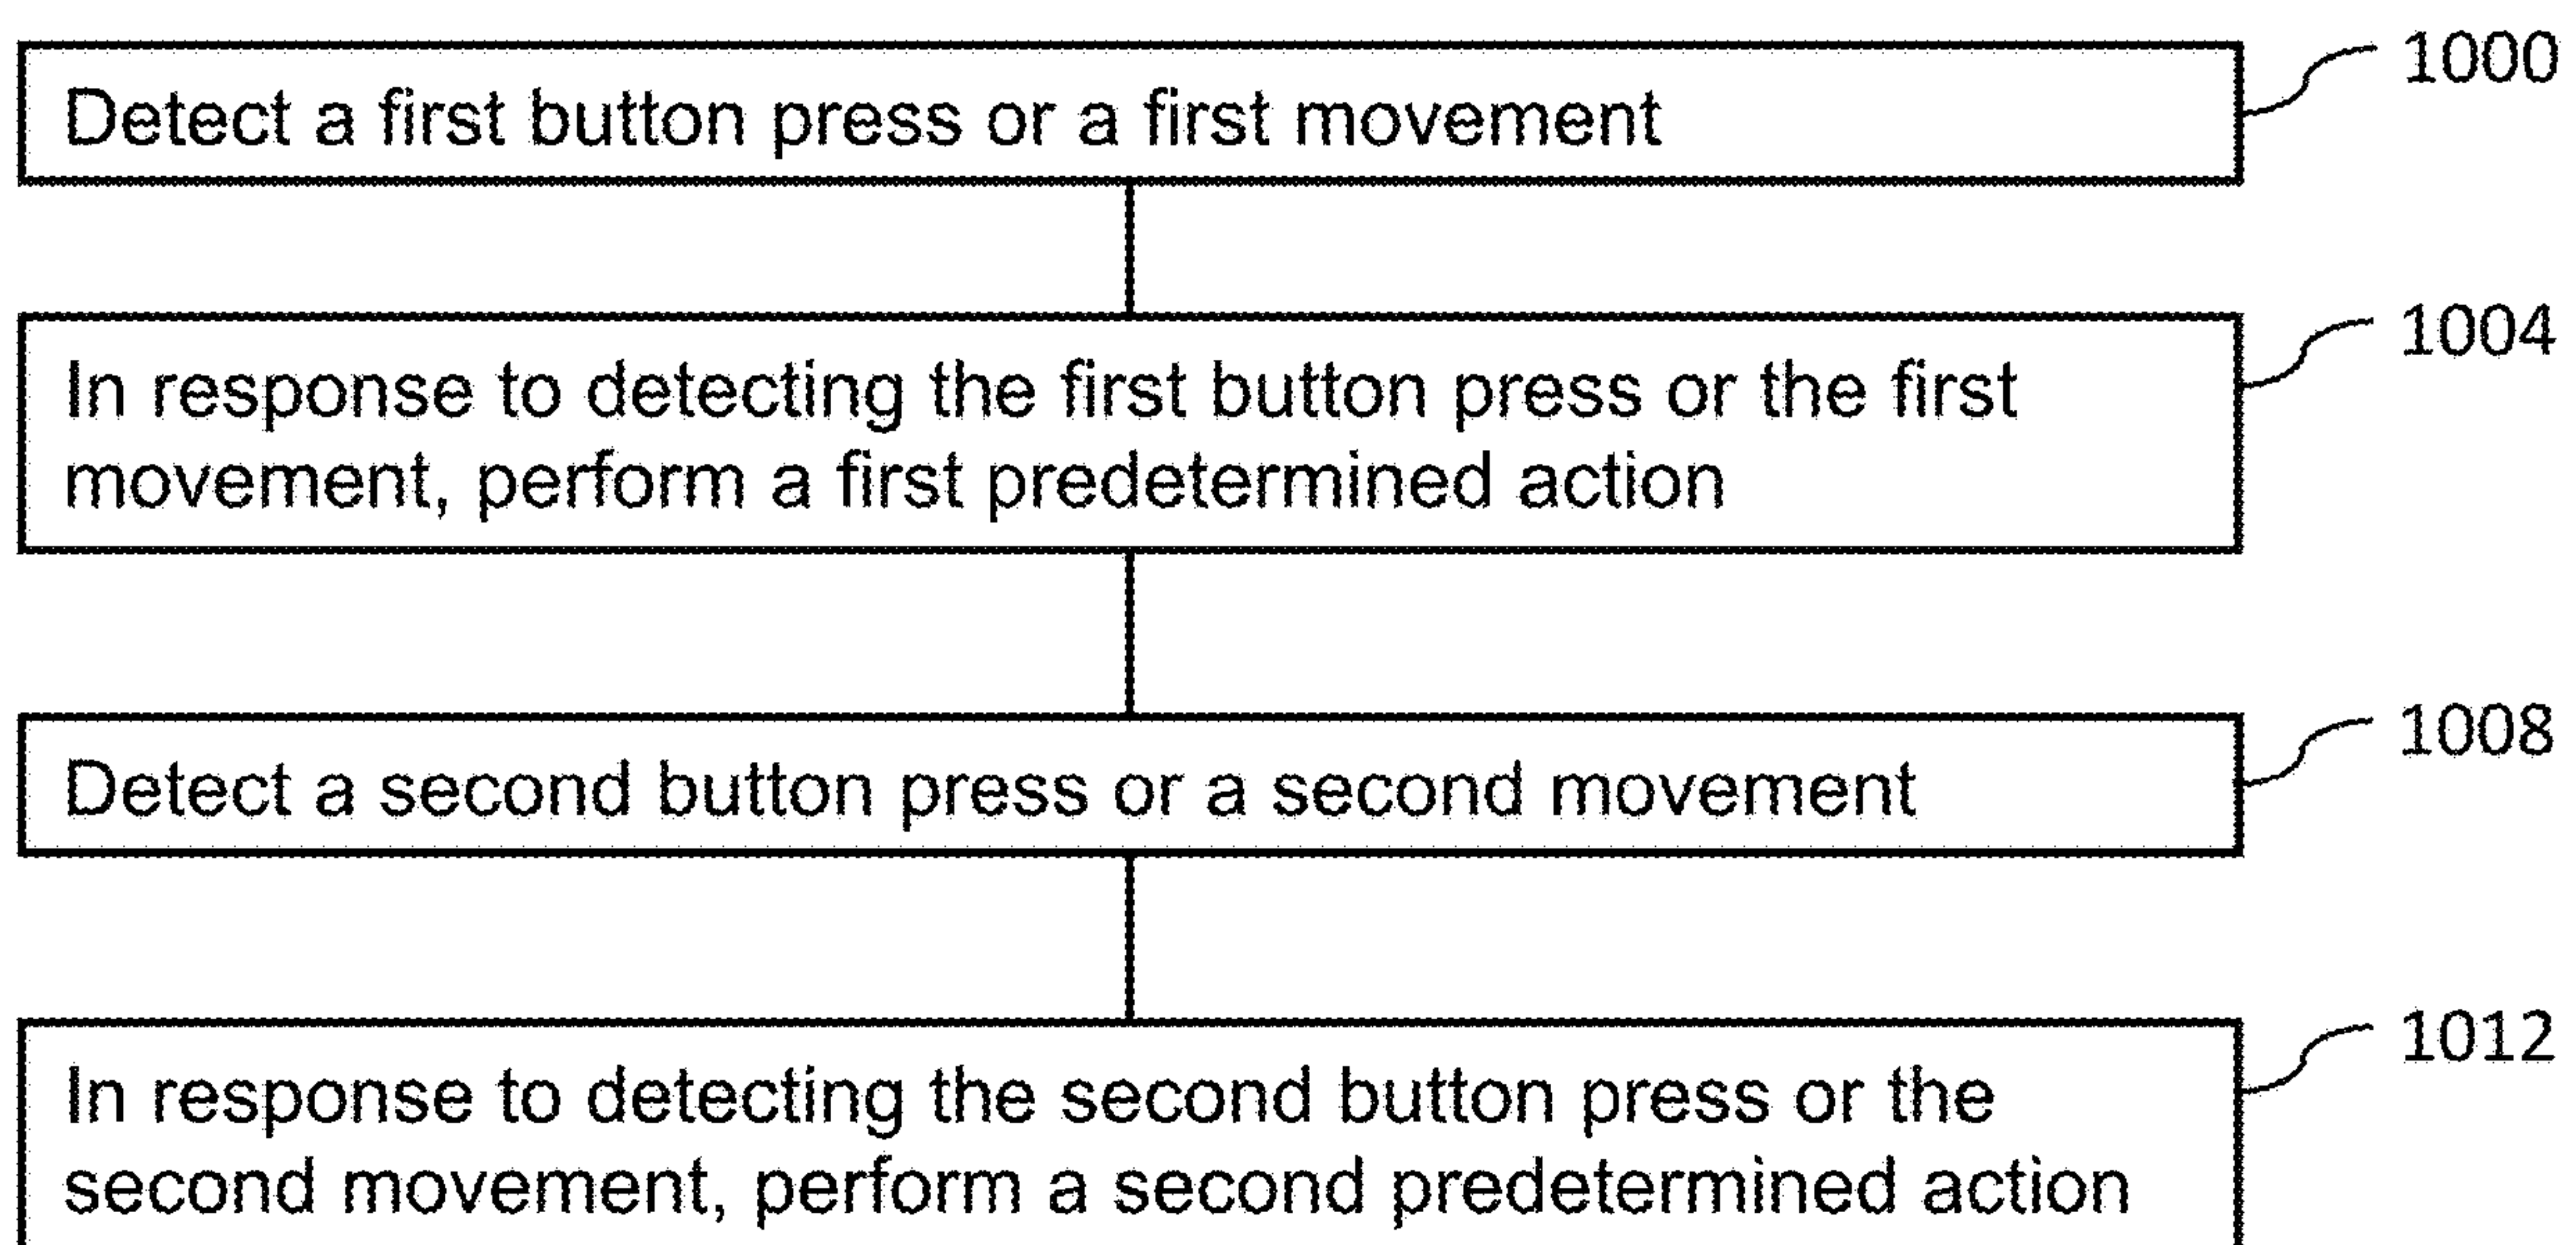 Detect a first button press or a first movement
1000
In response to detecting the first button press or the first
movement, perform a first predetermined action
1004
Detect a second button press or a second movement
1008
In response to detecting the second button press or the
second movement, perform a second predetermined action
1012